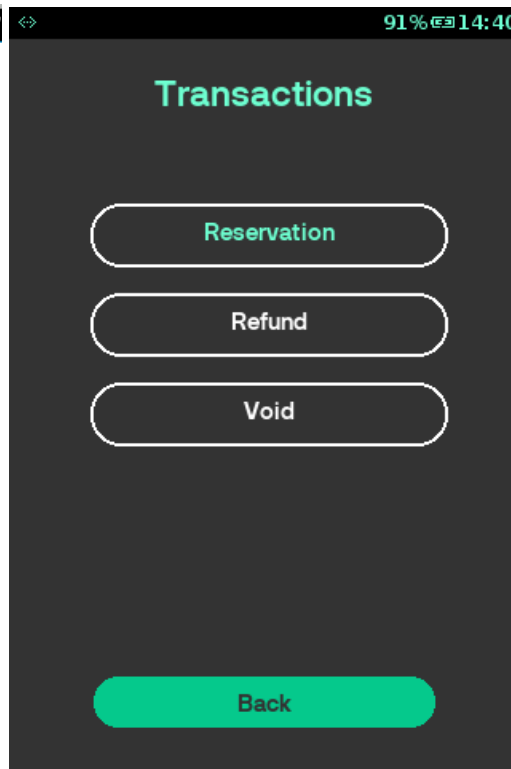 91% 14:40
Transactions
Reservation
Refund
Void
Back